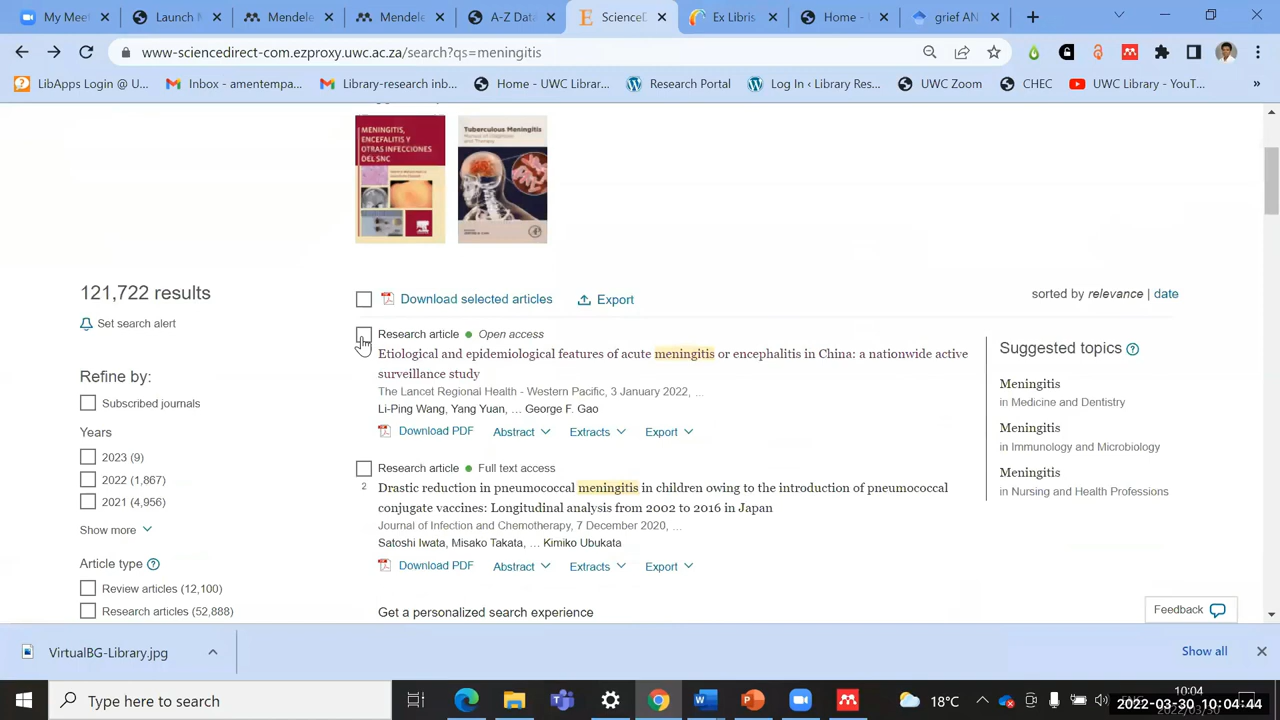 Launch M
Mendele
Mendele
A-Z Data
ScienceD
Ex Libris
Home -
grief AN
www-sciencedirect-com.ezproxy.uwc.ac.za/search?qs=meningitis
LibApps Login @ U...
Inbox - amentempa...
Library-research inb...
Home - UWC Librar...
Research Portal
Log In ‹ Library Res...
UWC Zoom
CHEC
UWC Library - YouT...
»
MENINGITIS,
ENCEFALITIS Y
OTRAS INFECCIONES
DEL SNC
Tuberculous Meningitis
121,722 results
Set search alert
Refine by:
Subscribed journals
Years
2023 (9)
2022 (1,867)
2021 (4,956)
Show more
Article type ?
Review articles (12,100)
Research articles (52,888)
Download selected articles
Export
sorted by relevance | date
Research article ● Open access
Etiological and epidemiological features of acute meningitis or encephalitis in China: a nationwide active
surveillance study
The Lancet Regional Health - Western Pacific, 3 January 2022, ...
Li-Ping Wang, Yang Yuan, ... George F. Gao
Download PDF Abstract Extracts Export
Research article ● Full text access
2
Drastic reduction in pneumococcal meningitis in children owing to the introduction of pneumococcal
conjugate vaccines: Longitudinal analysis from 2002 to 2016 in Japan
Journal of Infection and Chemotherapy, 7 December 2020, ...
Satoshi Iwata, Misako Takata, ... Kimiko Ubukata
Download PDF Abstract Extracts Export
Get a personalized search experience
Suggested topics ?
Meningitis
in Medicine and Dentistry
Meningitis
in Immunology and Microbiology
Meningitis
in Nursing and Health Professions
Feedback
VirtualBG-Library.jpg
Show all
Type here to search
18°C
ENG
10:04
2022-03-30 10:04:44
2022/03/30